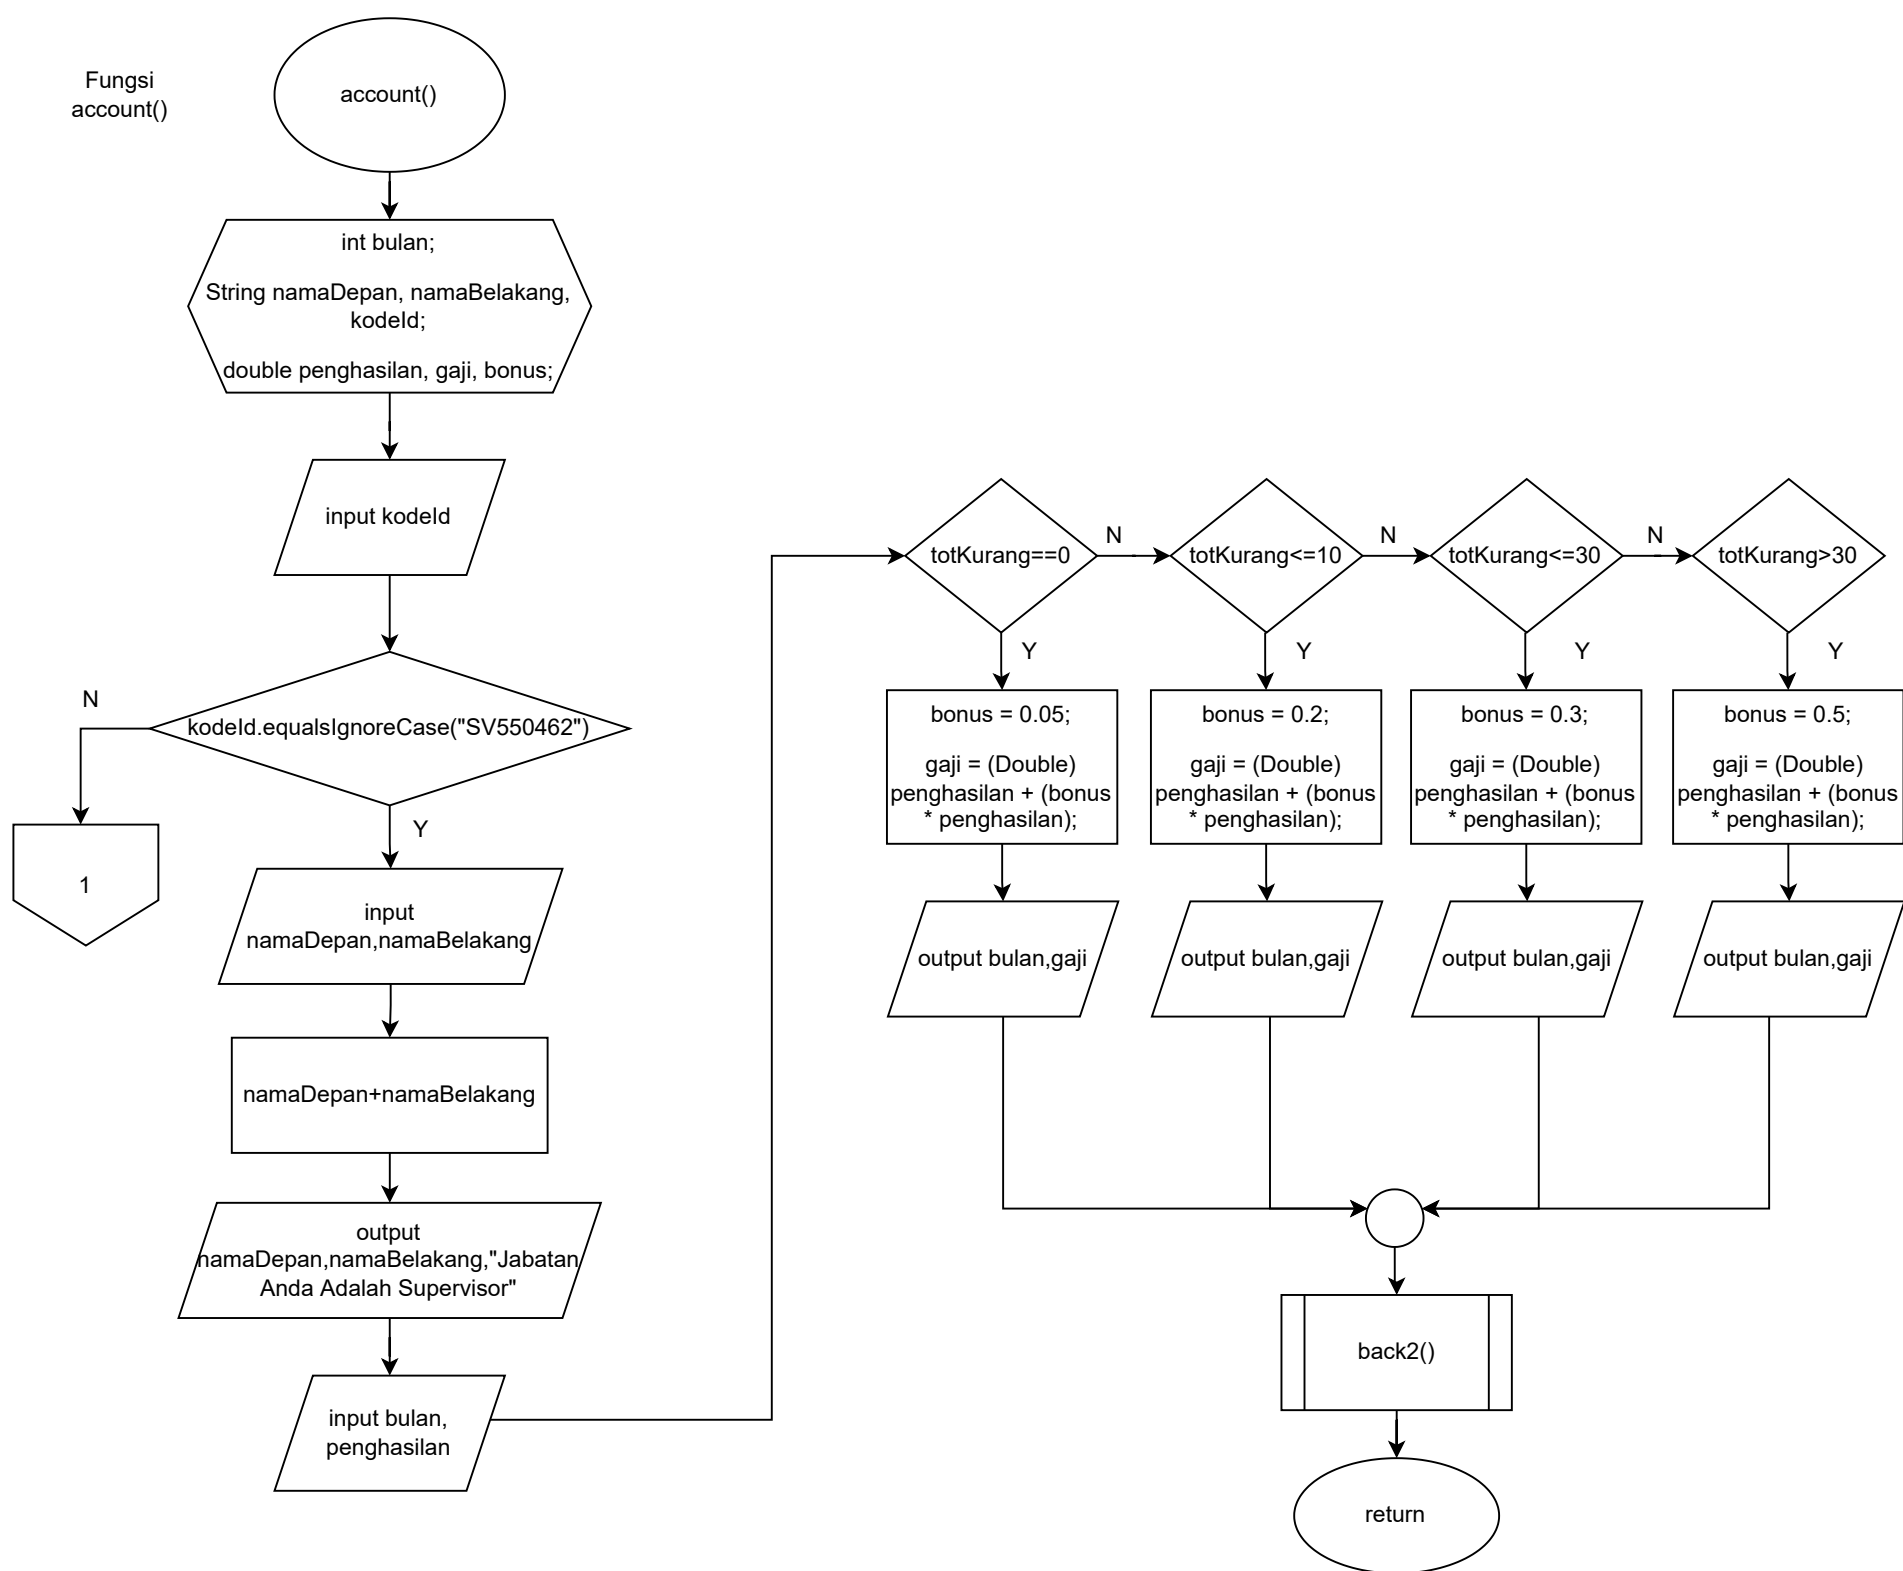 Fungsi
account()
account()
int bulan;
String namaDepan, namaBelakang,
kodeId;
double penghasilan, gaji, bonus;
input kodeId
kodeId.equalsIgnoreCase("SV550462")
N
1
Y
input
namaDepan,namaBelakang
namaDepan+namaBelakang
output
namaDepan,namaBelakang,"Jabatan
Anda Adalah Supervisor"
input bulan,
penghasilan
totKurang==0
N
totKurang<=10
N
totKurang<=30
N
totKurang>30
Y
Y
Y
Y
bonus = 0.05;
gaji = (Double)
penghasilan + (bonus
* penghasilan);
bonus = 0.2;
gaji = (Double)
penghasilan + (bonus
* penghasilan);
bonus = 0.3;
gaji = (Double)
penghasilan + (bonus
* penghasilan);
bonus = 0.5;
gaji = (Double)
penghasilan + (bonus
* penghasilan);
output bulan,gaji
output bulan,gaji
output bulan,gaji
output bulan,gaji
back2()
return